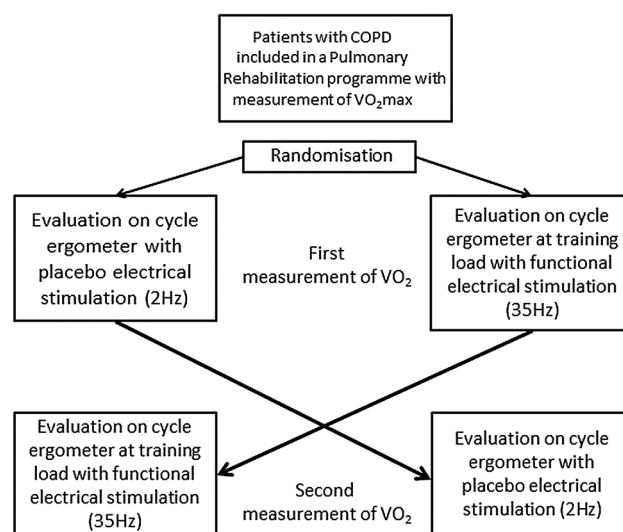 Patients with COPD
included in a Pulmonary
Rehabilitation programme with
measurement of VO₂max
Randomisation
Evaluation on cycle
ergometer with
placebo electrical
stimulation (2Hz)
First
measurement of VO₂
Evaluation on cycle
ergometer at training
load with functional
electrical stimulation
(35Hz)
Evaluation on cycle
ergometer at training
load with functional
electrical stimulation
(35Hz)
Second
measurement of VO₂
Evaluation on cycle
ergometer with
placebo electrical
stimulation (2Hz)